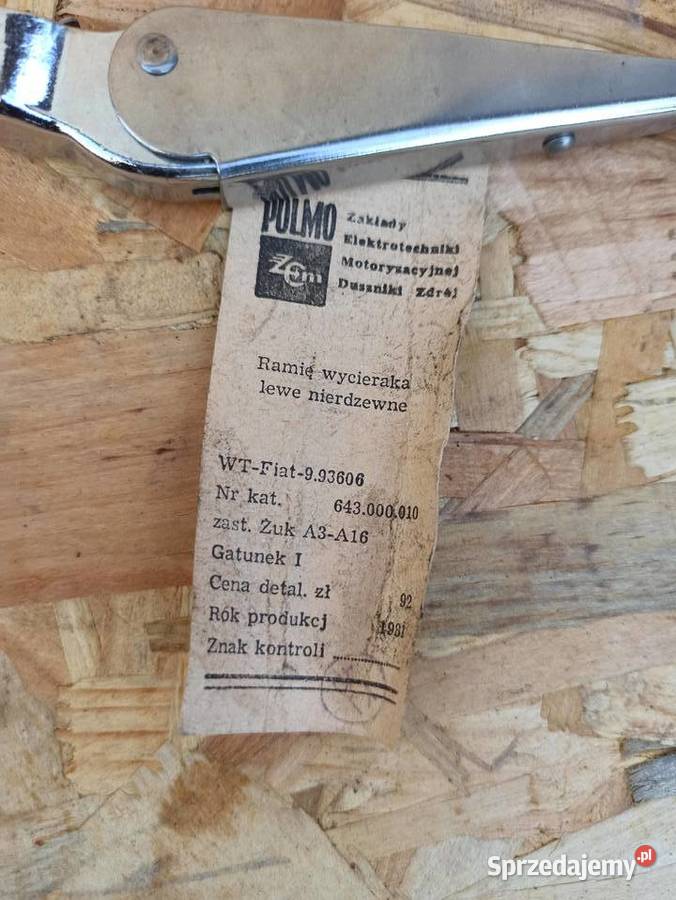 POLMO
Zakłady
Elektrotechniki
Motoryzacyjnej
Duszniki Zdrój
Zem
Ramię wycieraka
lewe nierdzewne
WT-Fiat-9.93606
Nr kat. 643.000.010
zast. Żuk A3-A16
Gatunek I
Cena detal. zł 92
Rok produkcj 1981
Znak kontroli
Sprzedajemy.pl